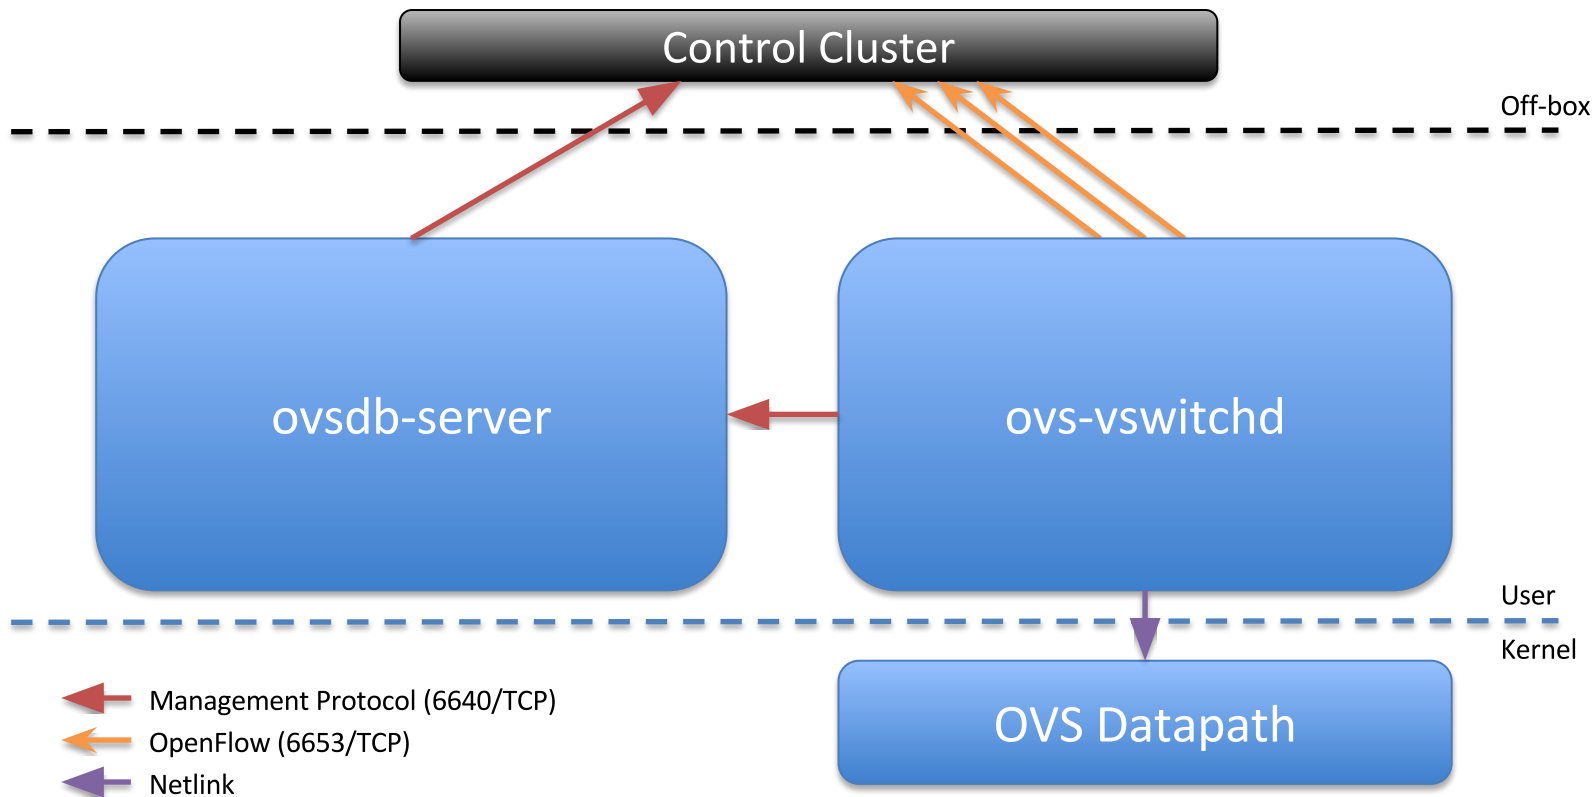 Control Cluster
Off-box
ovsdb-server
ovs-vswitchd
User
Kernel
Management Protocol (6640/TCP)
OpenFlow (6653/TCP)
Netlink
OVS Datapath